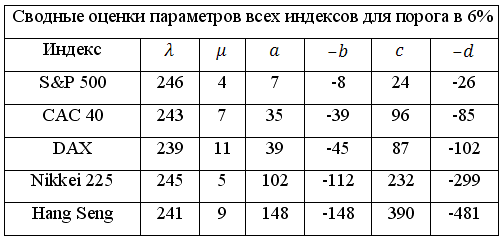 Сводные оценки параметров всех индексов для порога в 6%
Индекс λ μ a −b c −d
S&P 500 246 4 7 -8 24 -26
CAC 40 243 7 35 -39 96 -85
DAX 239 11 39 -45 87 -102
Nikkei 225 245 5 102 -112 232 -299
Hang Seng 241 9 148 -148 390 -481